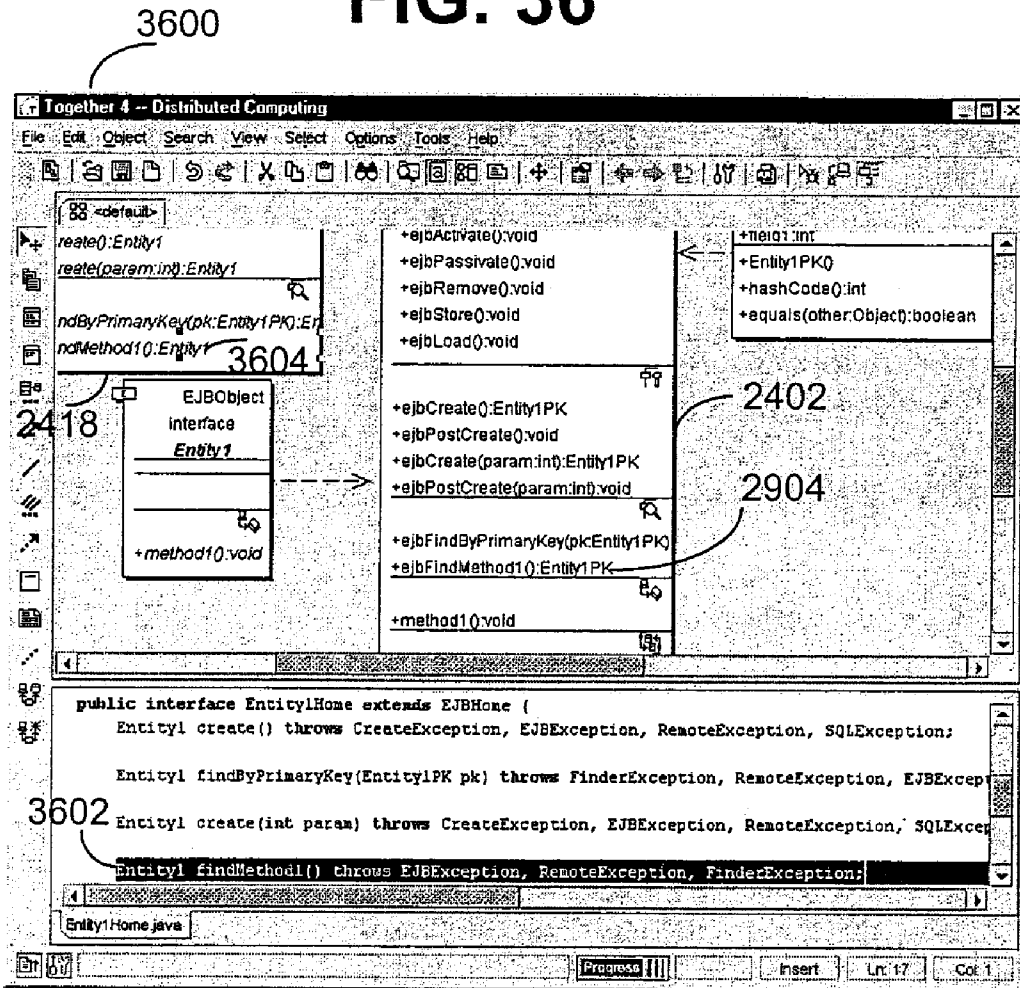 FIG. 36
3600
Together 4 -- Distributed Computing
File Edit Object Search View Select Options Tools Help
<default>
reate():Entity1
reate(param:int):Entity1
ndByPrimaryKey(pk:Entity1PK):En
ndMethod1():Entity1
3604
2418
EJBObject
interface
Entity1
+method1():void
+ejbActivate():void
+ejbPassivate():void
+ejbRemove():void
+ejbStore():void
+ejbLoad():void
+ejbCreate():Entity1PK
+ejbPostCreate():void
+ejbCreate(param:int):Entity1PK
+ejbPostCreate(param:int):void
+ejbFindByPrimaryKey(pk:Entity1PK)
+ejbFindMethod1():Entity1PK
+method1():void
2402
2904
+field1:int
+Entity1PK()
+hashCode():int
+equals(other:Object):boolean
public interface Entity1Home extends EJBHome {
Entity1 create() throws CreateException, EJBException, RemoteException, SQLException;
Entity1 findByPrimaryKey(Entity1PK pk) throws FinderException, RemoteException, EJBExcept
3602
Entity1 create(int param) throws CreateException, EJBException, RemoteException, SQLExcep
Entity1 findMethod1() throws EJBException, RemoteException, FinderException;
Entity1Home.java
Progress Insert Ln: 17 Col: 1